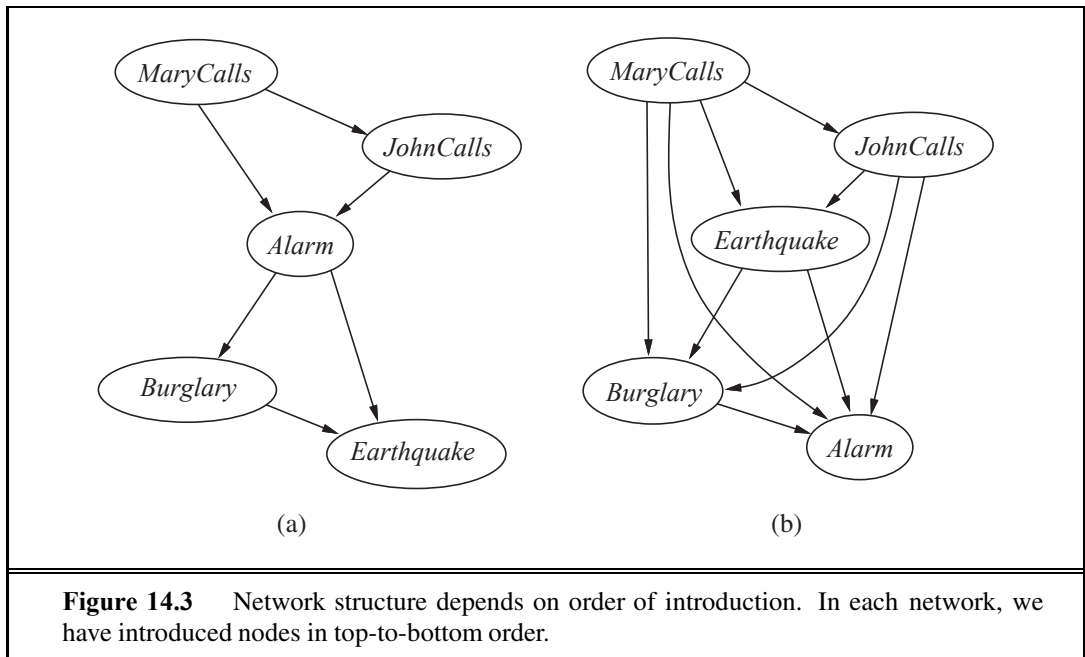 MaryCalls
JohnCalls
Alarm
Burglary
Earthquake
(a)
MaryCalls
JohnCalls
Earthquake
Burglary
Alarm
(b)
Figure 14.3 Network structure depends on order of introduction. In each network, we
have introduced nodes in top-to-bottom order.